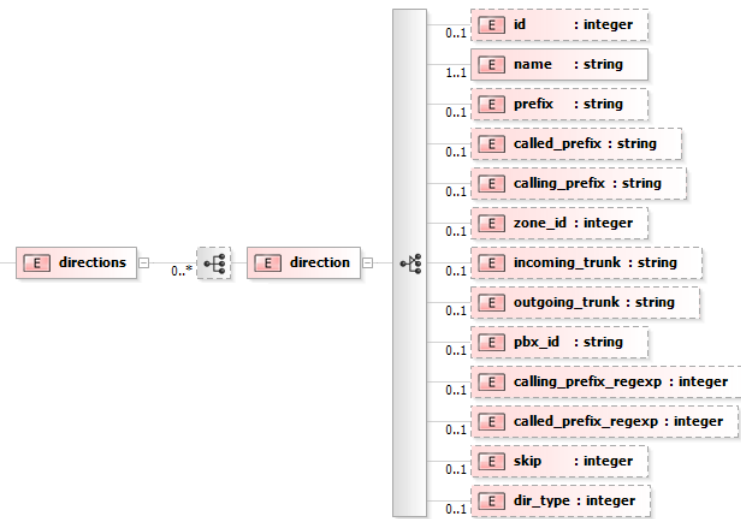 E id : integer
0..1
E name : string
1..1
E prefix : string
0..1
E called_prefix : string
0..1
E calling_prefix : string
0..1
E zone_id : integer
0..1
E directions
0..*
E direction
E incoming_trunk : string
0..1
E outgoing_trunk : string
0..1
E pbx_id : string
0..1
E calling_prefix_regexp : integer
0..1
E called_prefix_regexp : integer
0..1
E skip : integer
0..1
E dir_type : integer
0..1